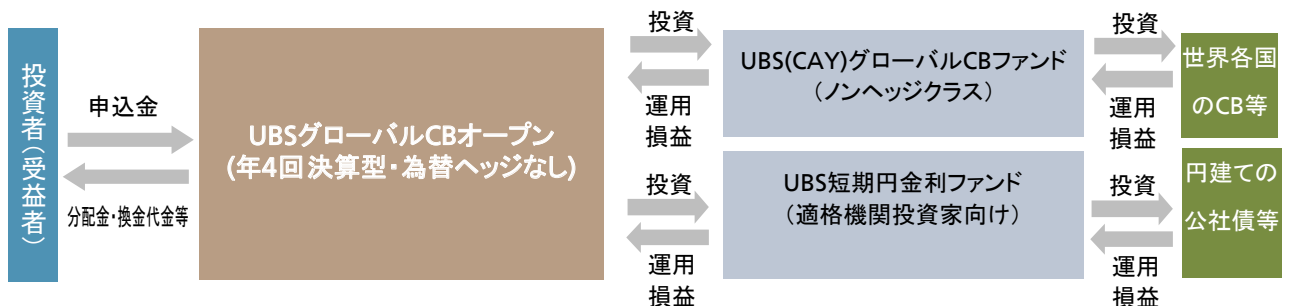 投資者（受益者）
申込金
分配金・換金代金等
UBSグローバルCBオープン
(年4回決算型・為替ヘッジなし)
投資
運用
損益
UBS(CAY)グローバルCBファンド
（ノンヘッジクラス）
投資
運用
損益
世界各国
のCB等
投資
運用
損益
UBS短期円金利ファンド
（適格機関投資家向け）
投資
運用
損益
円建ての
公社債等